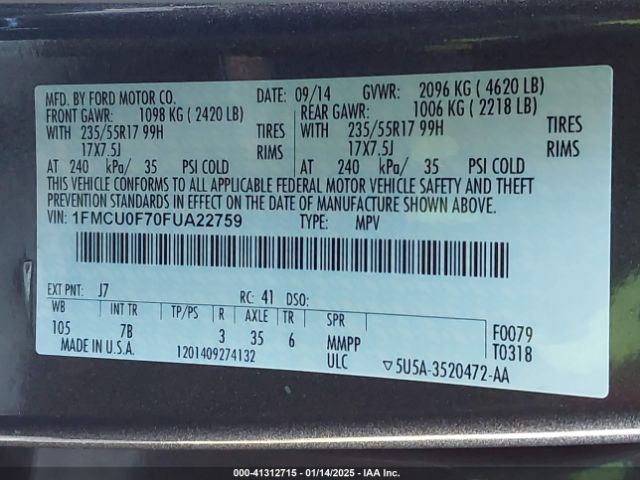 MFD. BY FORD MOTOR CO. DATE: 09/14 GVWR: 2096 KG ( 4620 LB)
FRONT GAWR: 1098 KG ( 2420 LB) REAR GAWR: 1006 KG ( 2218 LB)
WITH 235/55R17 99H TIRES WITH 235/55R17 99H TIRES
17X7.5J RIMS 17X7.5J RIMS
AT 240 kPa/ 35 PSI COLD AT 240 kPa/ 35 PSI COLD
THIS VEHICLE CONFORMS TO ALL APPLICABLE FEDERAL MOTOR VEHICLE SAFETY AND THEFT
PREVENTION STANDARDS IN EFFECT ON THE DATE OF MANUFACTURE SHOWN ABOVE.
VIN: 1FMCU0F70FUA22759 TYPE: MPV
EXT PNT: J7 RC: 41 DSO:
WB INT TR TP/PS R AXLE TR SPR
105 7B 3 35 6 MMPP F0079
MADE IN U.S.A. 1201409274132 ULC T0318
▽5U5A-3520472-AA
00-41312715 - 01/14/2025 - IAA Inc.